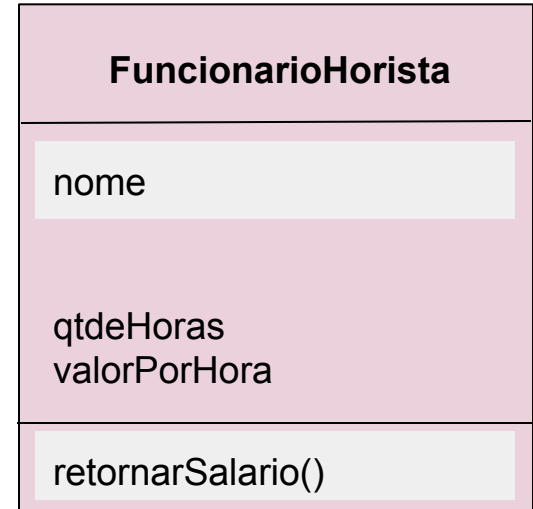 FuncionarioHorista
nome
qtdeHoras
valorPorHora
retornarSalario()